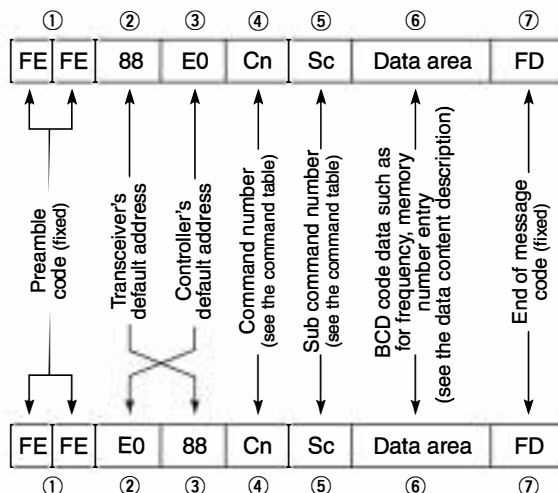 ① ② ③ ④ ⑤ ⑥ ⑦
FE FE 88 E0 Cn Sc Data area FD
Preamble
code (fixed)
Transceiver's
default address
Controller's
default address
Command number
(see the command table)
Sub command number
(see the command table)
BCD code data such as
for frequency, memory
number entry
(see the data content description)
End of message
code (fixed)
FE FE E0 88 Cn Sc Data area FD
① ② ③ ④ ⑤ ⑥ ⑦